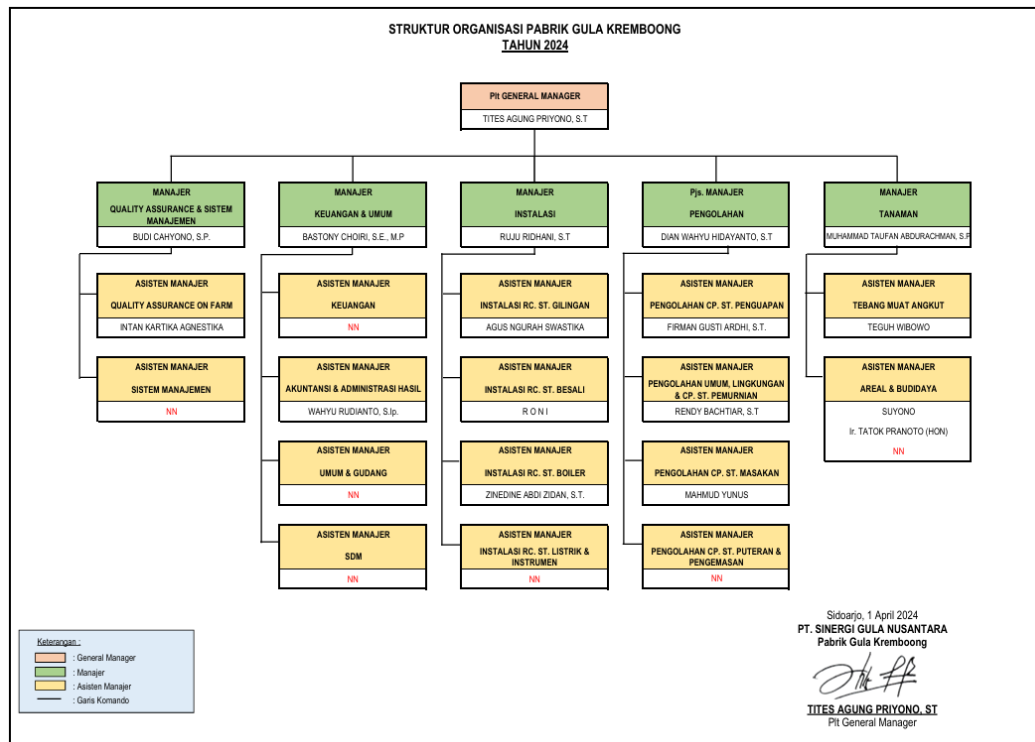 STRUKTUR ORGANISASI PABRIK GULA KREMBOONG
TAHUN 2024
Plt GENERAL MANAGER
TITES AGUNG PRIYONO, S.T
MANAJER
QUALITY ASSURANCE & SISTEM
MANAJEMEN
BUDI CAHYONO, S.P.
MANAJER
KEUANGAN & UMUM
BASTONY CHOIRI, S.E., M.P
MANAJER
INSTALASI
RUJU RIDHANI, S.T
Pjs. MANAJER
PENGOLAHAN
DIAN WAHYU HIDAYANTO, S.T
MANAJER
TANAMAN
MUHAMMAD TAUFAN ABDURACHMAN, S.P
ASISTEN MANAJER
QUALITY ASSURANCE ON FARM
INTAN KARTIKA AGNESTIKA
ASISTEN MANAJER
KEUANGAN
NN
ASISTEN MANAJER
INSTALASI RC. ST. GILINGAN
AGUS NGURAH SWASTIKA
ASISTEN MANAJER
PENGOLAHAN CP. ST. PENGUAPAN
FIRMAN GUSTI ARDHI, S.T.
ASISTEN MANAJER
TEBANG MUAT ANGKUT
TEGUH WIBOWO
ASISTEN MANAJER
SISTEM MANAJEMEN
NN
ASISTEN MANAJER
AKUNTANSI & ADMINISTRASI HASIL
WAHYU RUDIANTO, S.Ip.
ASISTEN MANAJER
INSTALASI RC. ST. BESALI
R O N I
ASISTEN MANAJER
PENGOLAHAN UMUM, LINGKUNGAN
& CP. ST. PEMURNIAN
RENDY BACHTIAR, S.T
ASISTEN MANAJER
AREAL & BUDIDAYA
SUYONO
Ir. TATOK PRANOTO (HON)
NN
ASISTEN MANAJER
UMUM & GUDANG
NN
ASISTEN MANAJER
INSTALASI RC. ST. BOILER
ZINEDINE ABDI ZIDAN, S.T.
ASISTEN MANAJER
PENGOLAHAN CP. ST. MASAKAN
MAHMUD YUNUS
ASISTEN MANAJER
SDM
NN
ASISTEN MANAJER
INSTALASI RC. ST. LISTRIK &
INSTRUMEN
NN
ASISTEN MANAJER
PENGOLAHAN CP. ST. PUTERAN &
PENGEMASAN
NN
Keterangan :
: General Manager
: Manajer
: Asisten Manajer
: Garis Komando
Sidoarjo, 1 April 2024
PT. SINERGI GULA NUSANTARA
Pabrik Gula Kremboong
TITES AGUNG PRIYONO, ST
Plt General Manager